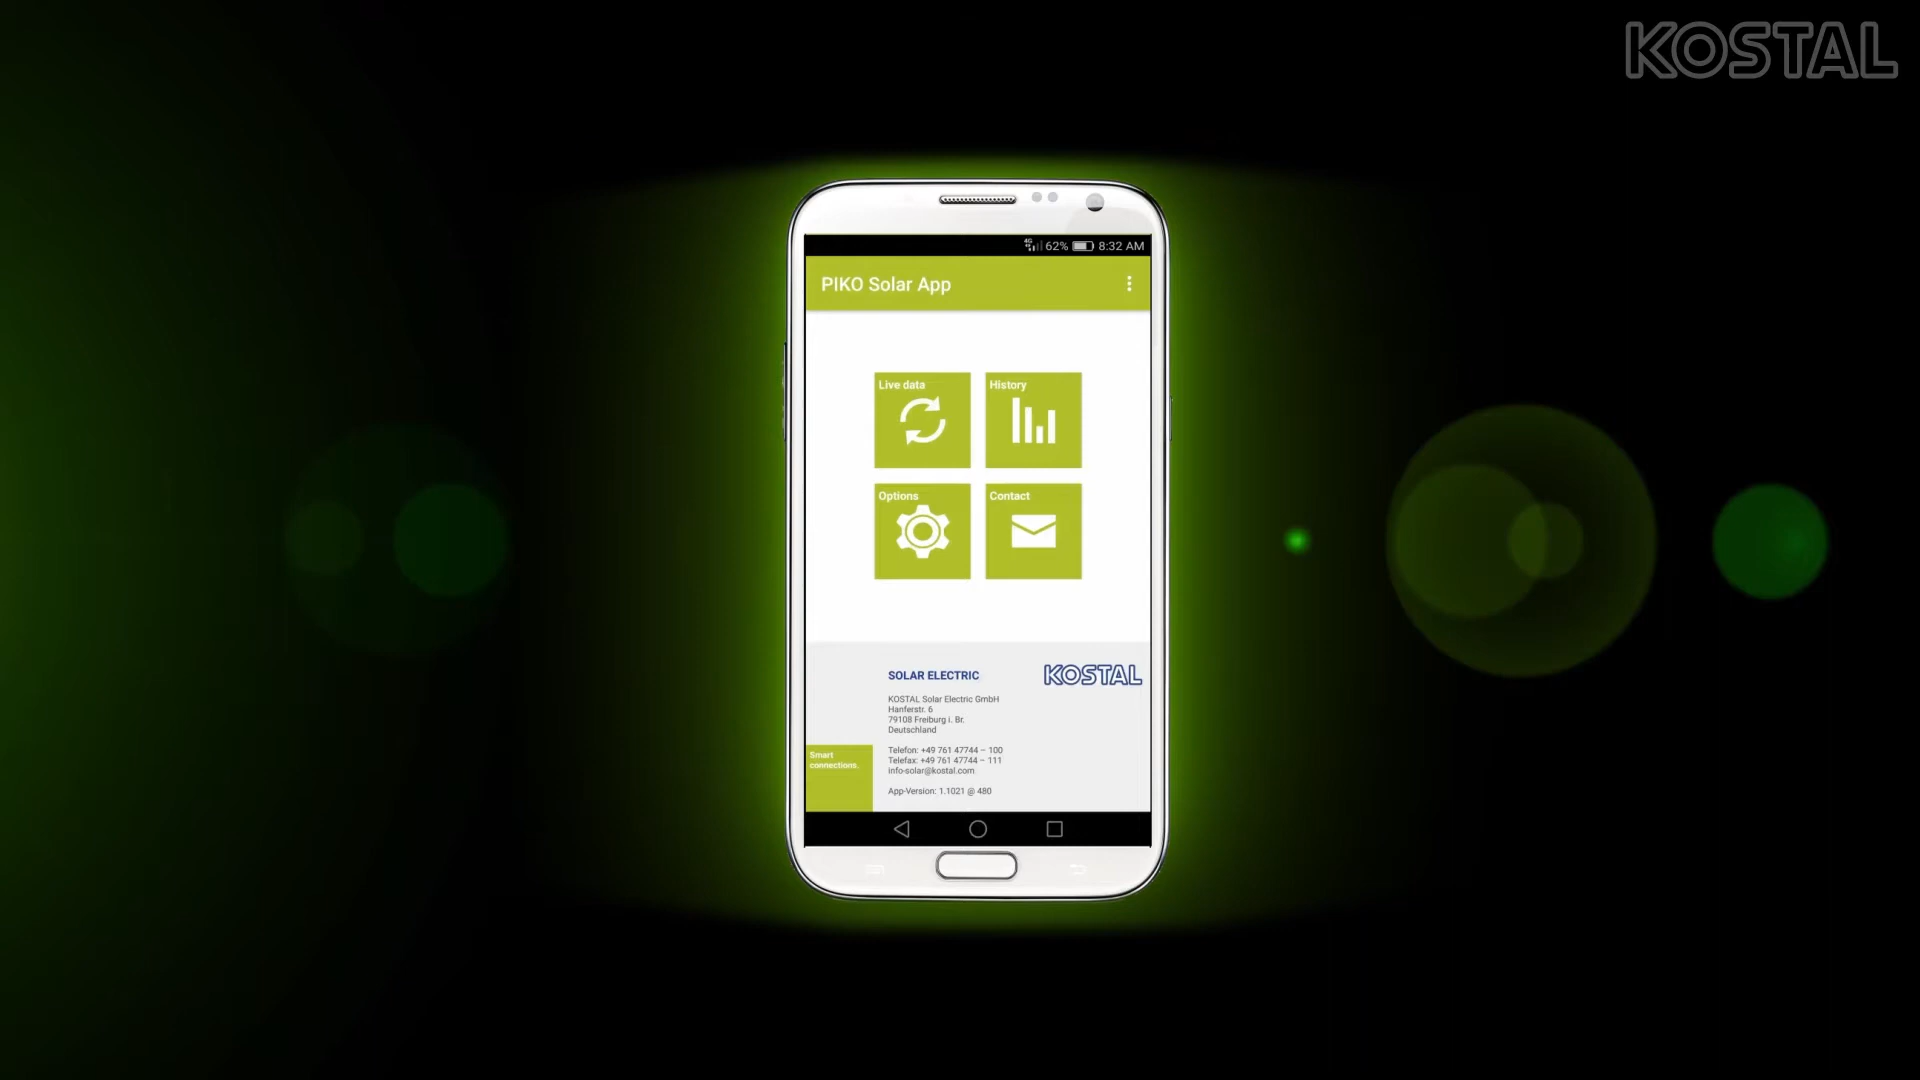 KOSTAL
62% 8:32 AM
PIKO Solar App
Live data
History
Options
Contact
SOLAR ELECTRIC
KOSTAL
KOSTAL Solar Electric GmbH
Hanferstr. 6
79108 Freiburg i. Br.
Deutschland
Telefon: +49 761 47744 – 100
Telefax: +49 761 47744 – 111
info-solar@kostal.com
App-Version: 1.1021 @ 480
Smart
connections.